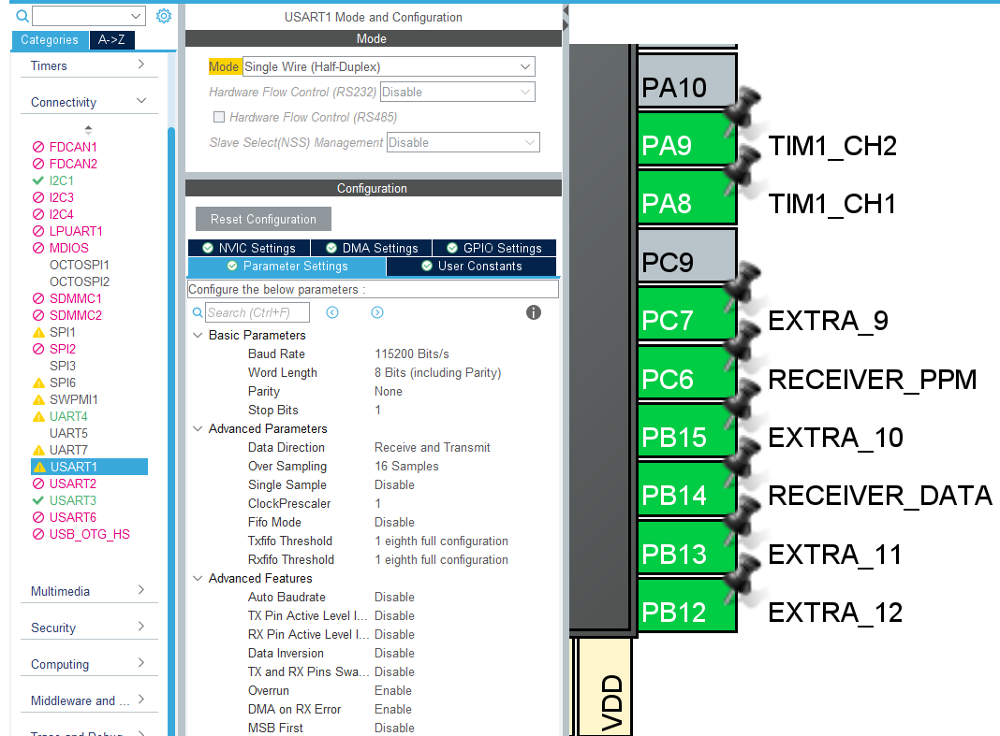 USART1 Mode and Configuration
Categories
A->Z
Mode
Timers
Mode Single Wire (Half-Duplex)
Hardware Flow Control (RS232) Disable
Connectivity
Hardware Flow Control (RS485)
Slave Select(NSS) Management Disable
FDCAN1
FDCAN2
I2C1
I2C3
I2C4
LPUART1
MDIOS
OCTOSPI1
OCTOSPI2
SDMMC1
SDMMC2
SPI1
SPI2
SPI3
SPI6
SWPMI1
UART4
UART5
UART7
USART1
USART2
USART3
USART6
USB_OTG_HS
Multimedia
Security
Computing
Middleware and ...
Configuration
Reset Configuration
NVIC Settings
DMA Settings
GPIO Settings
Parameter Settings
User Constants
Configure the below parameters :
Search (Ctrl+F)
Basic Parameters
Baud Rate 115200 Bits/s
Word Length 8 Bits (including Parity)
Parity None
Stop Bits 1
Advanced Parameters
Data Direction Receive and Transmit
Over Sampling 16 Samples
Single Sample Disable
ClockPrescaler 1
Fifo Mode Disable
Txfifo Threshold 1 eighth full configuration
Rxfifo Threshold 1 eighth full configuration
Advanced Features
Auto Baudrate Disable
TX Pin Active Level I... Disable
RX Pin Active Level I... Disable
Data Inversion Disable
TX and RX Pins Swa... Disable
Overrun Enable
DMA on RX Error Enable
MSB First Disable
PA10
PA9 TIM1_CH2
PA8 TIM1_CH1
PC9
PC7 EXTRA_9
PC6 RECEIVER_PPM
PB15 EXTRA_10
PB14 RECEIVER_DATA
PB13 EXTRA_11
PB12 EXTRA_12
VDD